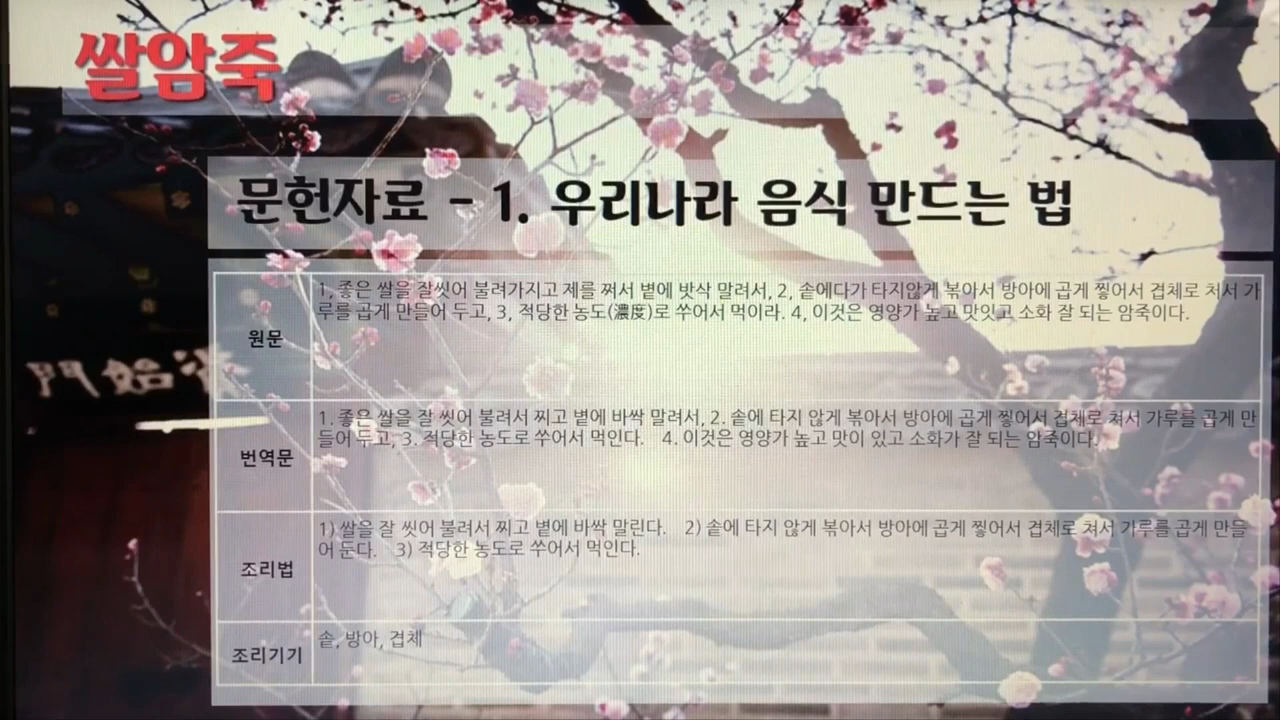 쌀암죽
문헌자료 - 1. 우리나라 음식 만드는 법
원문
1, 좋은 쌀을 잘씻어 불려가지고 제를 쩌서 볕에 밧삭 말려서, 2, 솥에다가 타지않게 볶아서 방아에 곱게 찧어서 겹체로 처서 가
루를 곱게 만들어 두고, 3, 적당한 농도(濃度)로 쑤어서 먹이라. 4, 이것은 영양가 높고 맛잇고 소화 잘 되는 암죽이다.
번역문
1. 좋은 쌀을 잘 씻어 불려서 찌고 볕에 바싹 말려서, 2. 솥에 타지 않게 볶아서 방아에 곱게 찧어서 겹체로 쳐서 가루를 곱게 만
들어 두고, 3. 적당한 농도로 쑤어서 먹인다. 4. 이것은 영양가 높고 맛이 있고 소화가 잘 되는 암죽이다.
조리법
1) 쌀을 잘 씻어 불려서 찌고 볕에 바싹 말린다. 2) 솥에 타지 않게 볶아서 방아에 곱게 찧어서 겹체로 쳐서 가루를 곱게 만들
어 둔다. 3) 적당한 농도로 쑤어서 먹인다.
조리기기
솥, 방아, 겹체
門始